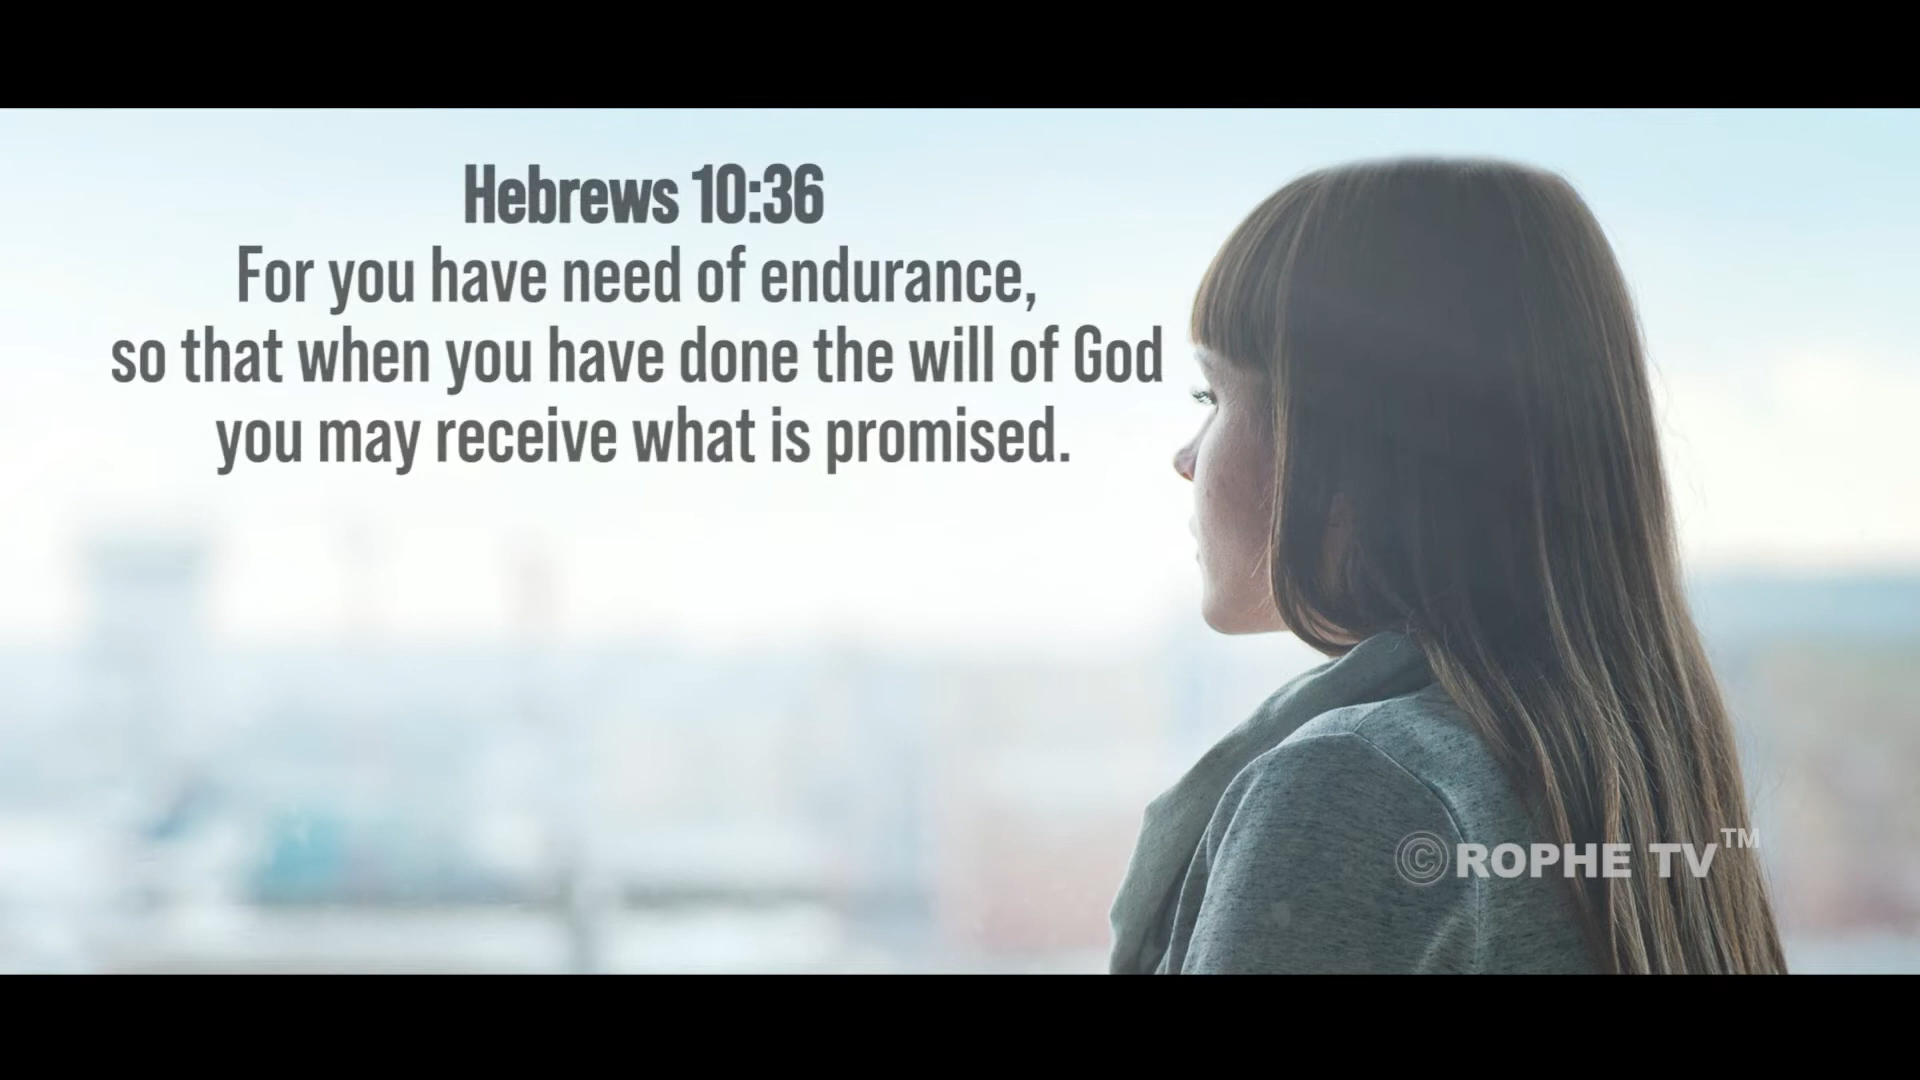 Hebrews 10:36
For you have need of endurance,
so that when you have done the will of God
you may receive what is promised.
©ROPHE TV™